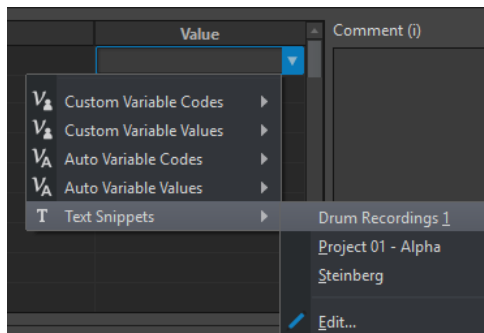 Value
Comment (i)
Custom Variable Codes
Custom Variable Values
Auto Variable Codes
Auto Variable Values
T Text Snippets
Drum Recordings 1
Project 01 - Alpha
Steinberg
Edit...